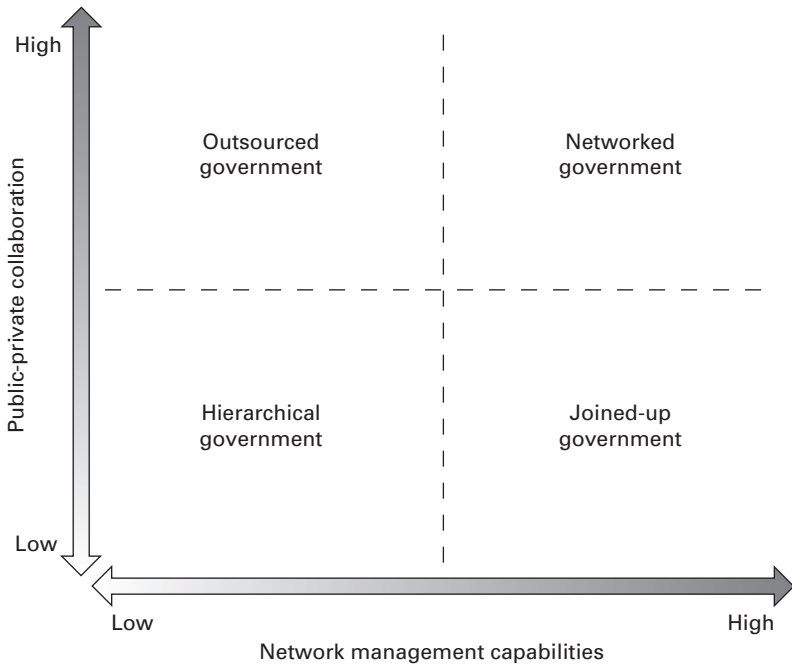 High
Outsourced
government
Networked
government
Public-private collaboration
Hierarchical
government
Joined-up
government
Low
Low
High
Network management capabilities